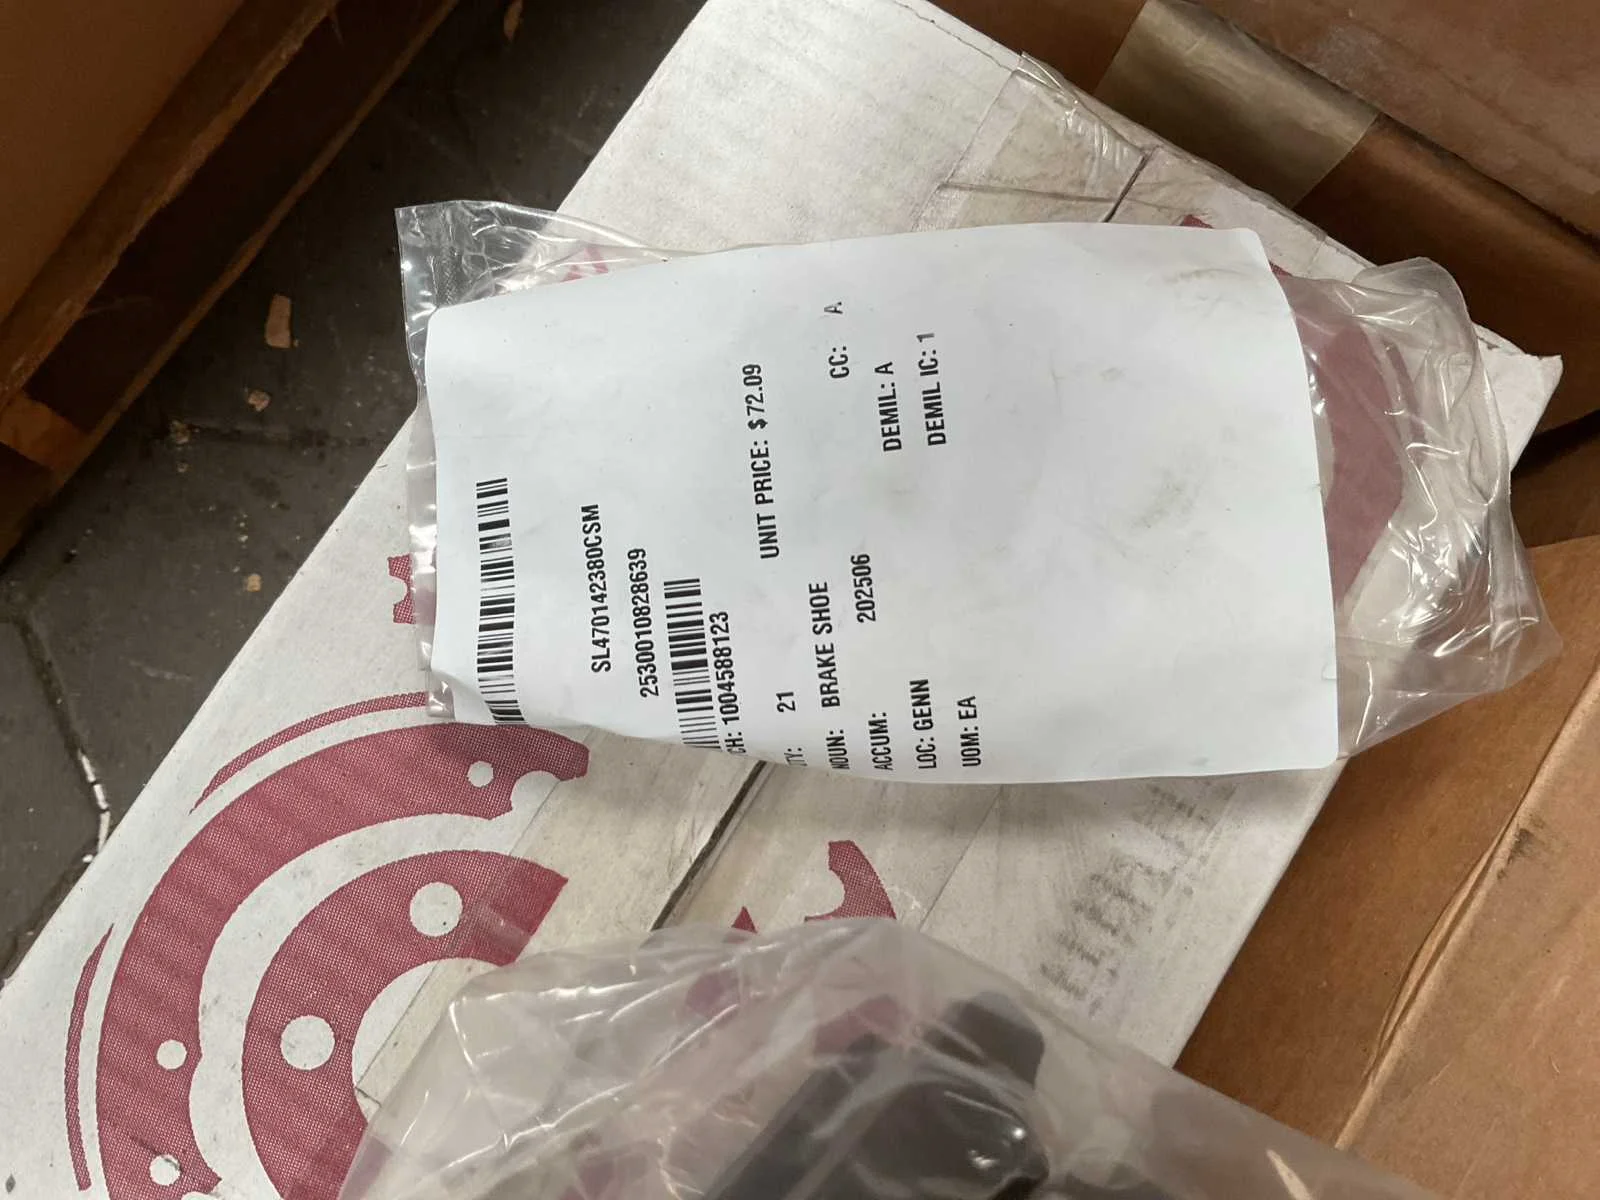 SL470142380CSM
2530010828639
CH: 1004588123
TY: 21 UNIT PRICE: $72.09
NOUN: BRAKE SHOE CC: A
ACCUM: 202506 DEMIL: A
LOC: GENN DEMIL IC: 1
UOM: EA